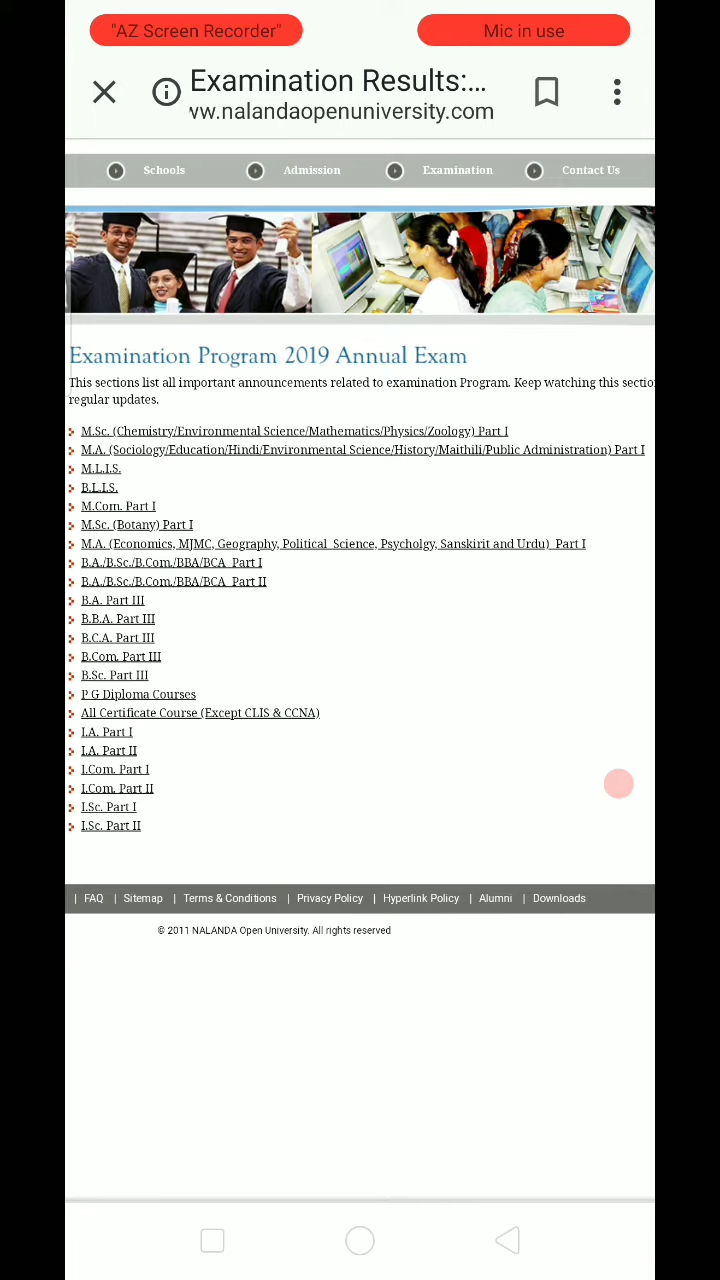 "AZ Screen Recorder"
Mic in use
Examination Results:...
vw.nalandaopenuniversity.com
Schools Admission Examination Contact Us
Examination Program 2019 Annual Exam
This sections list all important announcements related to examination Program. Keep watching this sectio
regular updates.
M.Sc. (Chemistry/Environmental Science/Mathematics/Physics/Zoology) Part I
M.A. (Sociology/Education/Hindi/Environmental Science/History/Maithili/Public Administration) Part I
M.L.I.S.
B.L.I.S.
M.Com. Part I
M.Sc. (Botany) Part I
M.A. (Economics, MJMC, Geography, Political Science, Psycholgy, Sanskirit and Urdu) Part I
B.A./B.Sc./B.Com./BBA/BCA Part I
B.A./B.Sc./B.Com./BBA/BCA Part II
B.A. Part III
B.B.A. Part III
B.C.A. Part III
B.Com. Part III
B.Sc. Part III
P G Diploma Courses
All Certificate Course (Except CLIS & CCNA)
I.A. Part I
I.A. Part II
I.Com. Part I
I.Com. Part II
I.Sc. Part I
I.Sc. Part II
| FAQ | Sitemap | Terms & Conditions | Privacy Policy | Hyperlink Policy | Alumni | Downloads
© 2011 NALANDA Open University. All rights reserved